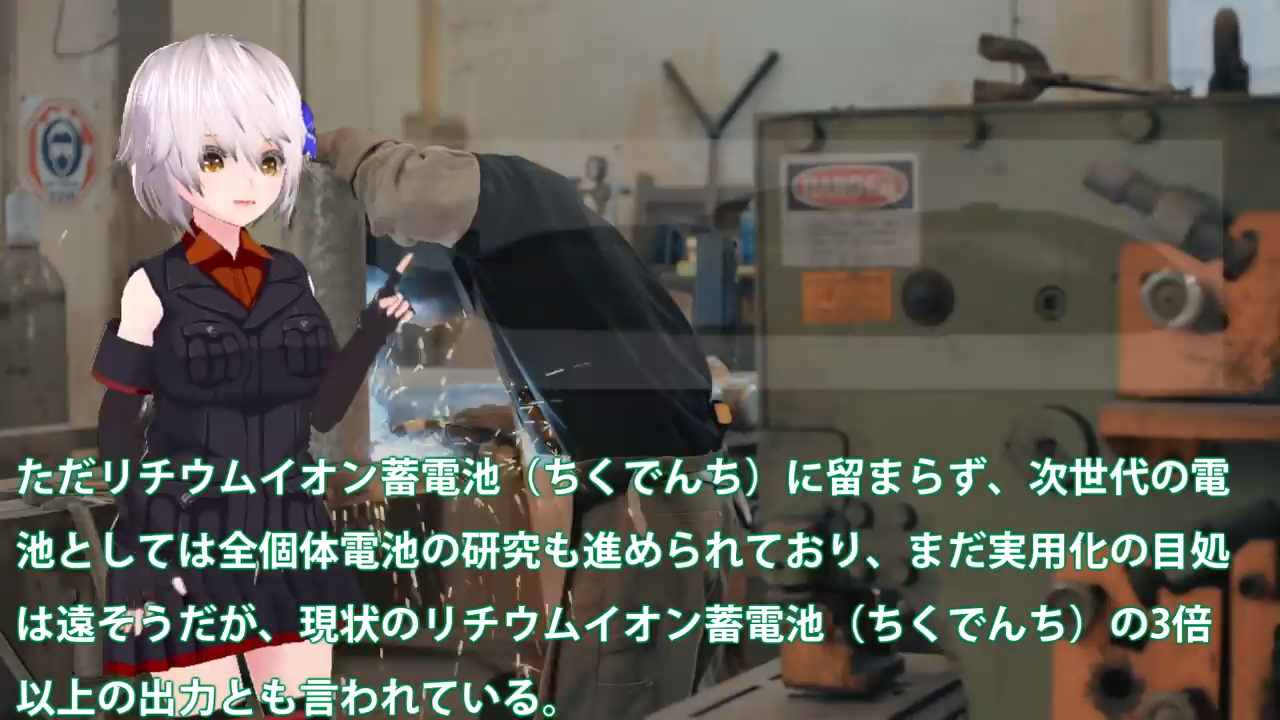 DANGER
ただリチウムイオン蓄電池（ちくでんち）に留まらず、次世代の電
池としては全個体電池の研究も進められており、まだ実用化の目処
は遠そうだが、現状のリチウムイオン蓄電池（ちくでんち）の3倍
以上の出力とも言われている。